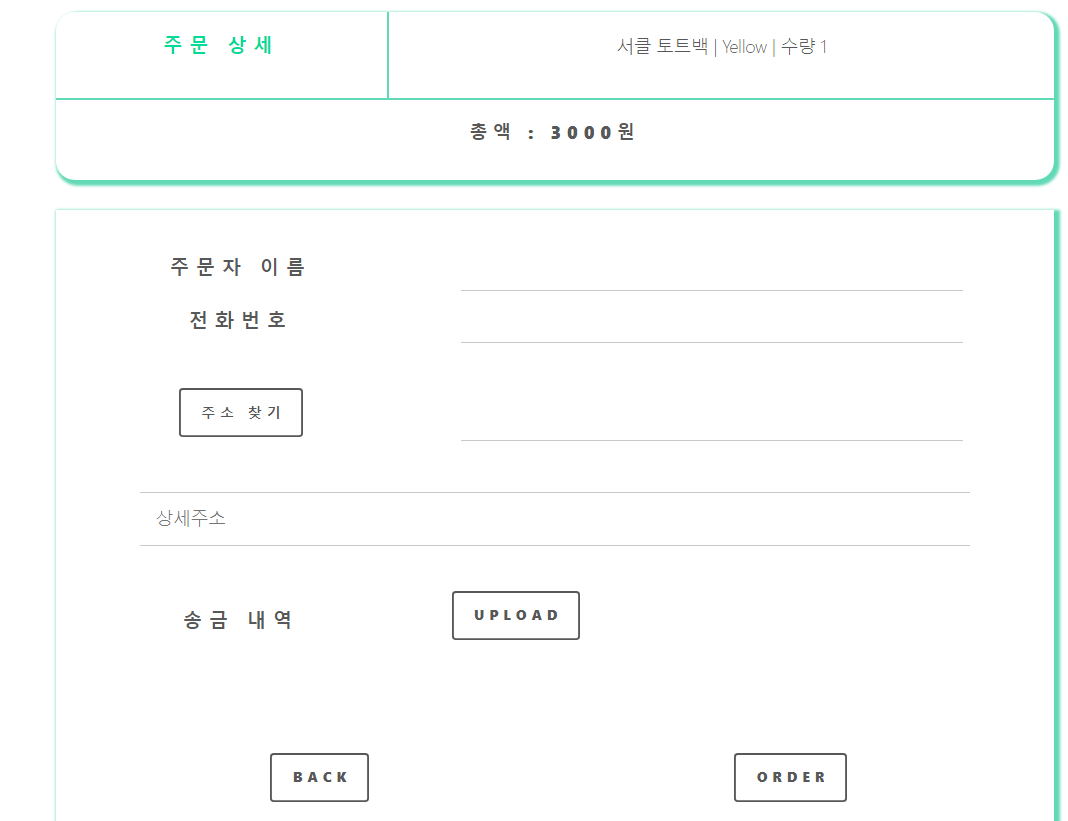 주문 상세
서클 토트백 | Yellow | 수량 1
총액 : 3000원
주문자 이름
전화번호
주소 찾기
상세주소
송금 내역
UPLOAD
BACK
ORDER